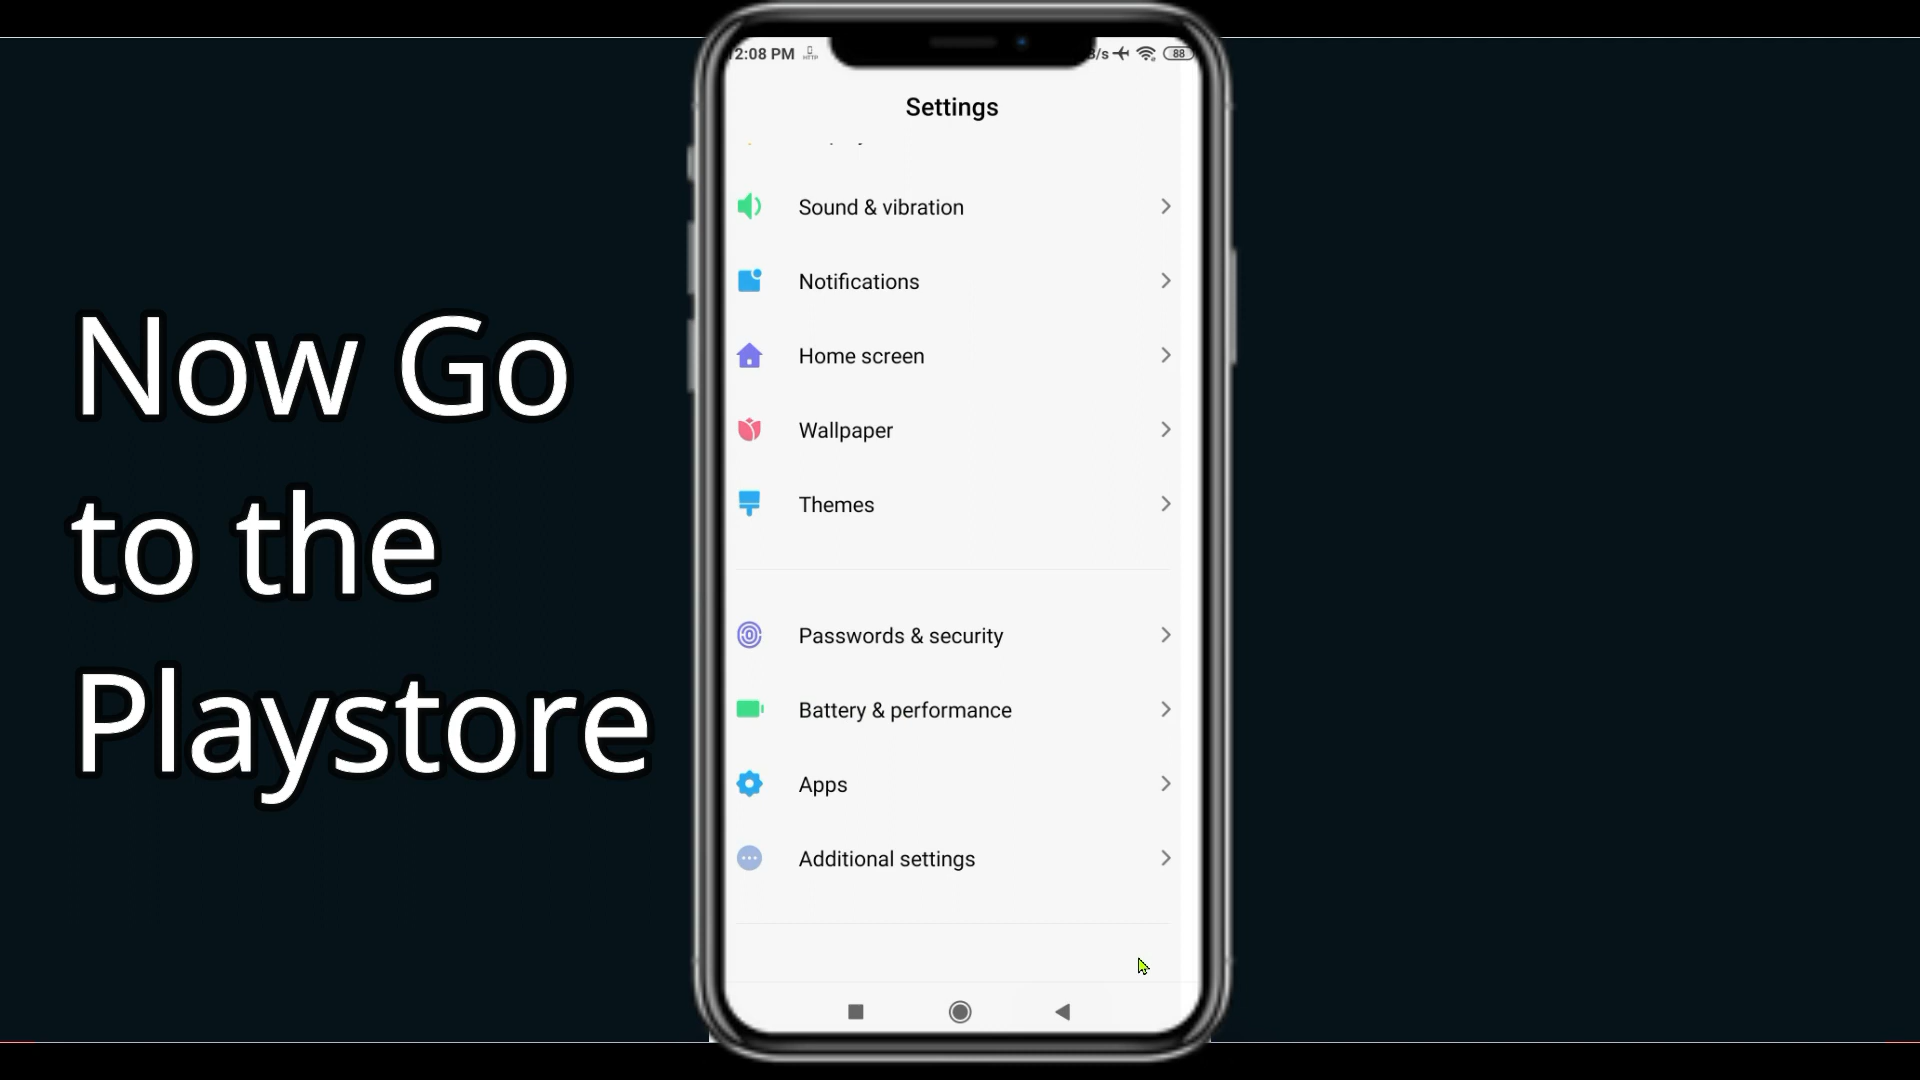 2:08 PM
/s
88
Settings
Sound & vibration
Notifications
Home screen
Wallpaper
Themes
Passwords & security
Battery & performance
Apps
Additional settings
Now Go
to the
Playstore